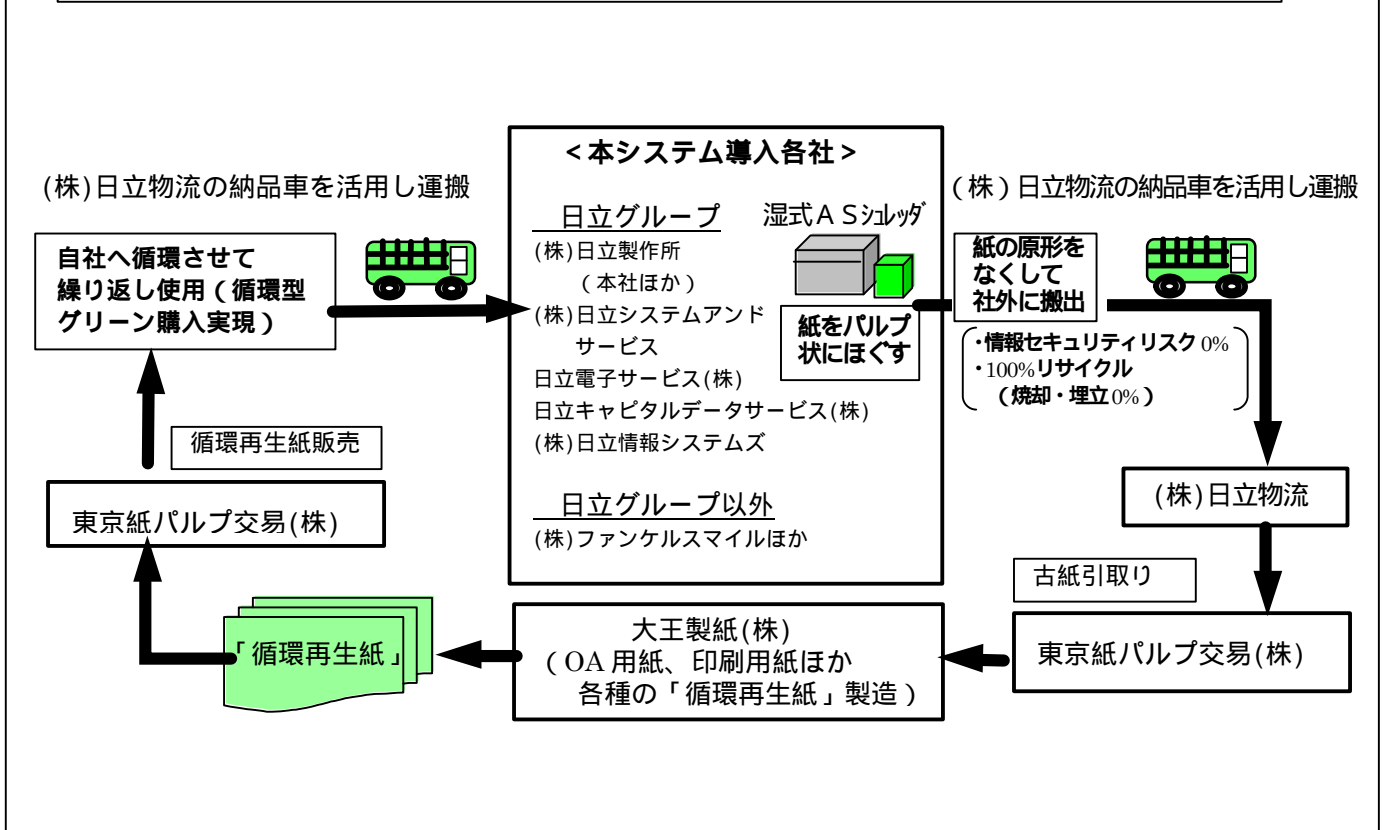 <本システム導入各社>
(株)日立物流の納品車を活用し運搬
自社へ循環させて
繰り返し使用(循環型
グリーン購入実現)
循環再生紙販売
東京紙パルプ交易(株)
日立グループ
(株)日立製作所
(本社ほか)
(株)日立システムアンド
サービス
日立電子サービス(株)
日立キャピタルデータサービス(株)
(株)日立情報システムズ
日立グループ以外
(株)ファンケルスマイルほか
湿式ASシュレッダ
紙をパルプ
状にほぐす
(株)日立物流の納品車を活用し運搬
紙の原形を
なくして
社外に搬出
・情報セキュリティリスク 0%
・100%リサイクル
(焼却・埋立 0%)
(株)日立物流
古紙引取り
東京紙パルプ交易(株)
大王製紙(株)
(OA 用紙、印刷用紙ほか
各種の「循環再生紙」製造)
「循環再生紙」